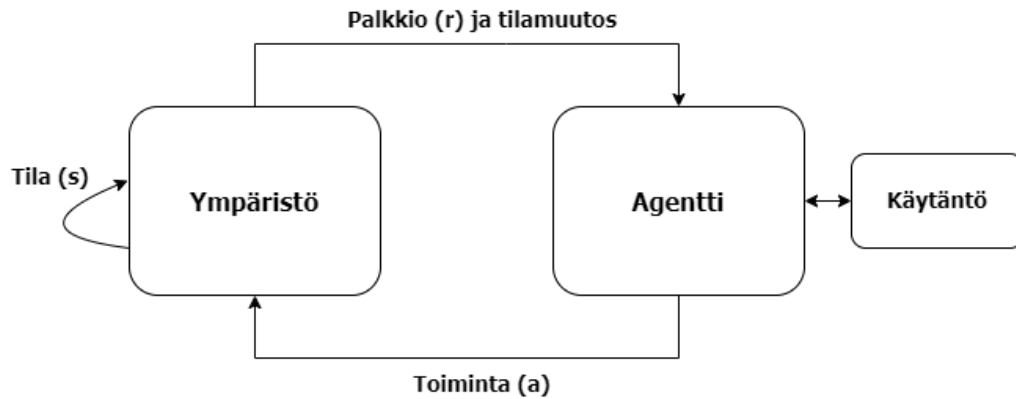 Palkkio (r) ja tilamuutos
Tila (s)
Ympäristö
Agentti
Käytäntö
Toiminta (a)